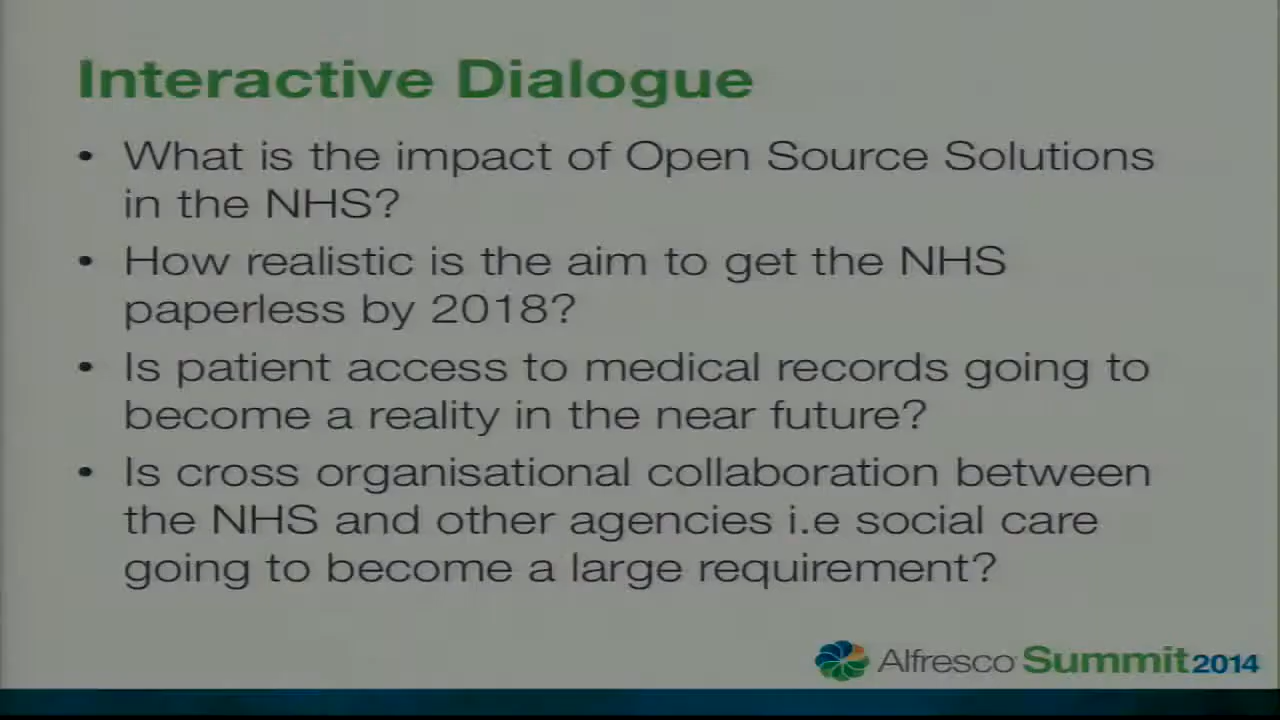 Interactive Dialogue
• What is the impact of Open Source Solutions
in the NHS?
• How realistic is the aim to get the NHS
paperless by 2018?
• Is patient access to medical records going to
become a reality in the near future?
• Is cross organisational collaboration between
the NHS and other agencies i.e social care
going to become a large requirement?
Alfresco Summit 2014